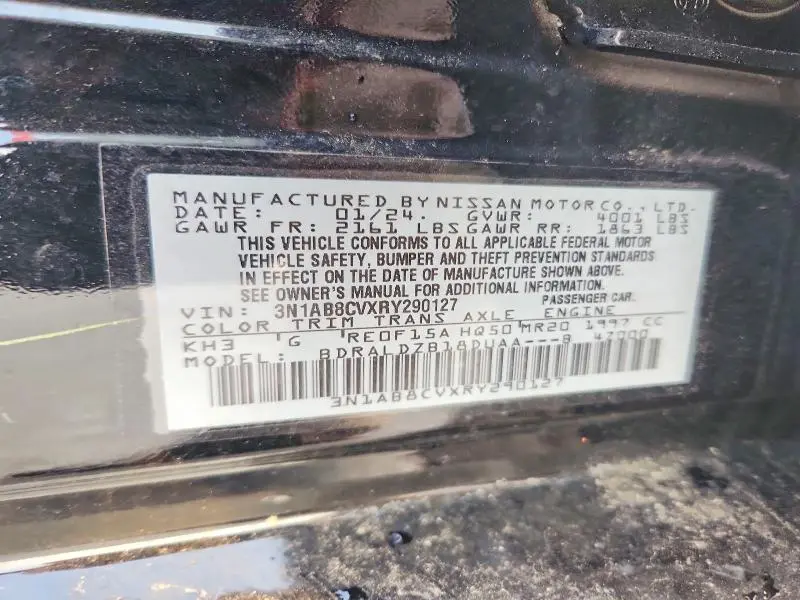 MANUFACTURED BY NISSAN MOTOR CO., LTD.
DATE: 01/24. GVWR: 4001 LBS
GAWR FR: 2161 LBS GAWR RR: 1863 LBS
THIS VEHICLE CONFORMS TO ALL APPLICABLE FEDERAL MOTOR
VEHICLE SAFETY, BUMPER AND THEFT PREVENTION STANDARDS
IN EFFECT ON THE DATE OF MANUFACTURE SHOWN ABOVE.
SEE OWNER'S MANUAL FOR ADDITIONAL INFORMATION.
VIN: 3N1AB8CVXRY290127 PASSENGER CAR.
COLOR TRIM TRANS AXLE ENGINE
KH3 G RE0F15A HQ50 MR20 1997 CC
MODEL: BDRALDZB18DUAA---B 4Z000
3N1AB8CVXRY290127